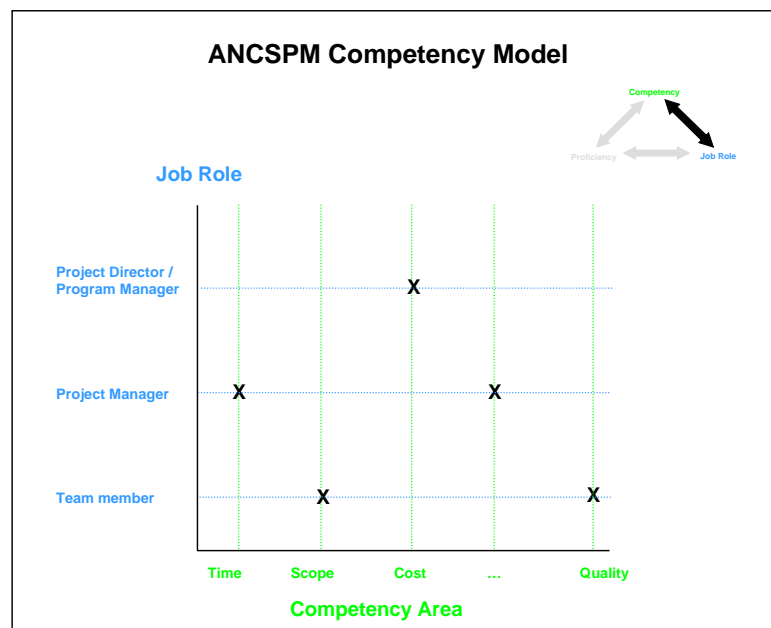 ANCSPM Competency Model
Competency
Proficiency
Job Role
Job Role
Project Director /
Program Manager
X
Project Manager
X
X
Team member
X
X
Time
Scope
Cost
...
Quality
Competency Area